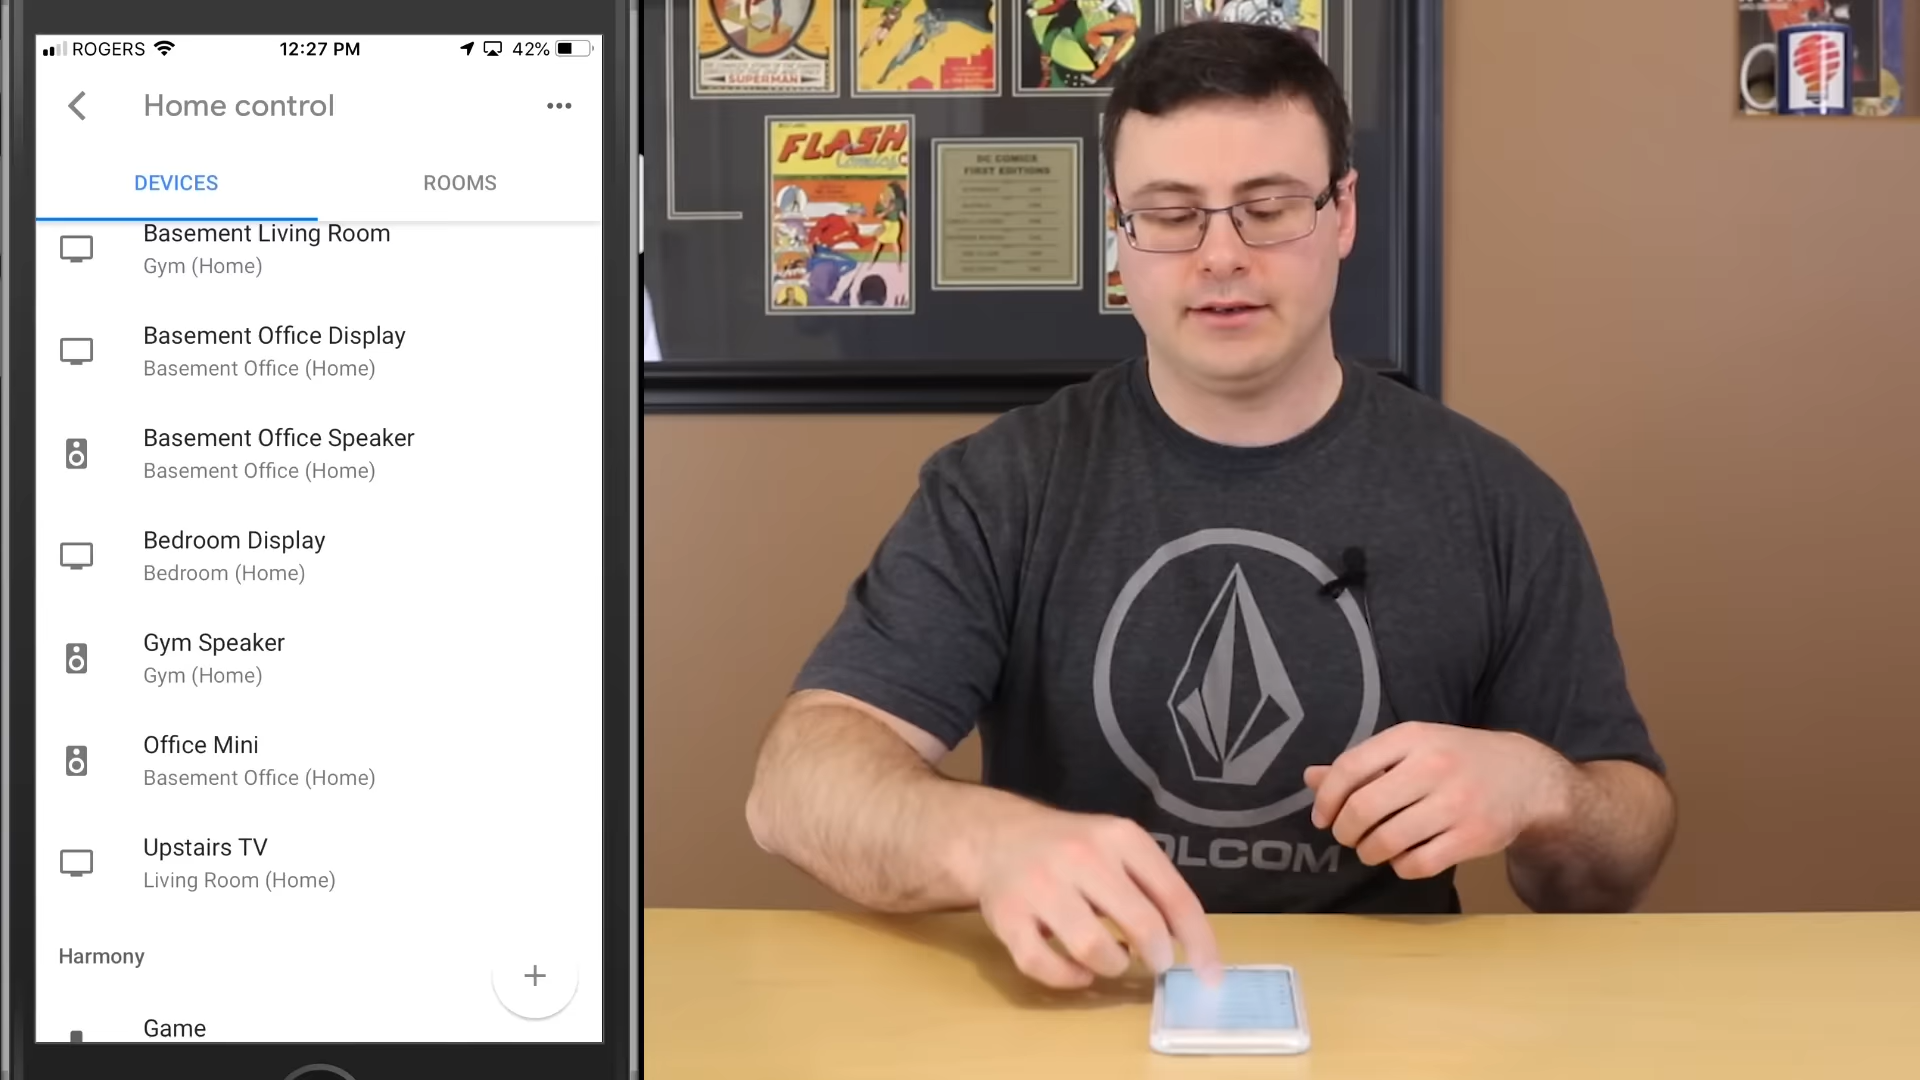 ROGERS
12:27 PM
42%
Home control
DEVICES
ROOMS
Basement Living Room
Gym (Home)
Basement Office Display
Basement Office (Home)
Basement Office Speaker
Basement Office (Home)
Bedroom Display
Bedroom (Home)
Gym Speaker
Gym (Home)
Office Mini
Basement Office (Home)
Upstairs TV
Living Room (Home)
Harmony
Game
SUPERMAN
FLASH
Comics
DC COMICS
FIRST EDITIONS
OLCOM